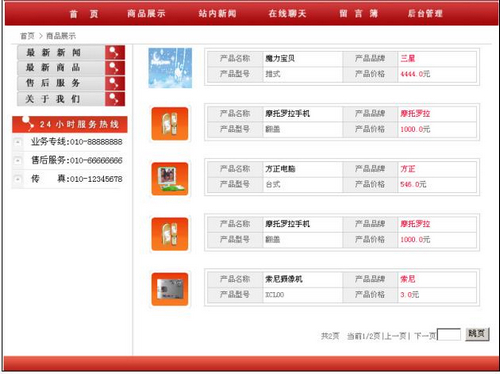 首 页 商品展示 站内新闻 在线聊天 留 言 簿 后台管理
首页 > 商品展示
最 新 新 闻
最 新 商 品
售 后 服 务
关 于 我 们
24小时服务热线
业务专线:010-88888888
售后服务:010-66666666
传 真:010-12345678
产品名称 魔力宝贝 产品品牌 三星
产品型号 踏式 产品价格 4444.0元
产品名称 摩托罗拉手机 产品品牌 摩托罗拉
产品型号 翻盖 产品价格 1000.0元
产品名称 方正电脑 产品品牌 方正
产品型号 台式 产品价格 546.0元
产品名称 摩托罗拉手机 产品品牌 摩托罗拉
产品型号 翻盖 产品价格 1000.0元
产品名称 索尼摄像机 产品品牌 索尼
产品型号 XCL00 产品价格 3.0元
共2页 当前1/2页|上一页| 下一页 跳页